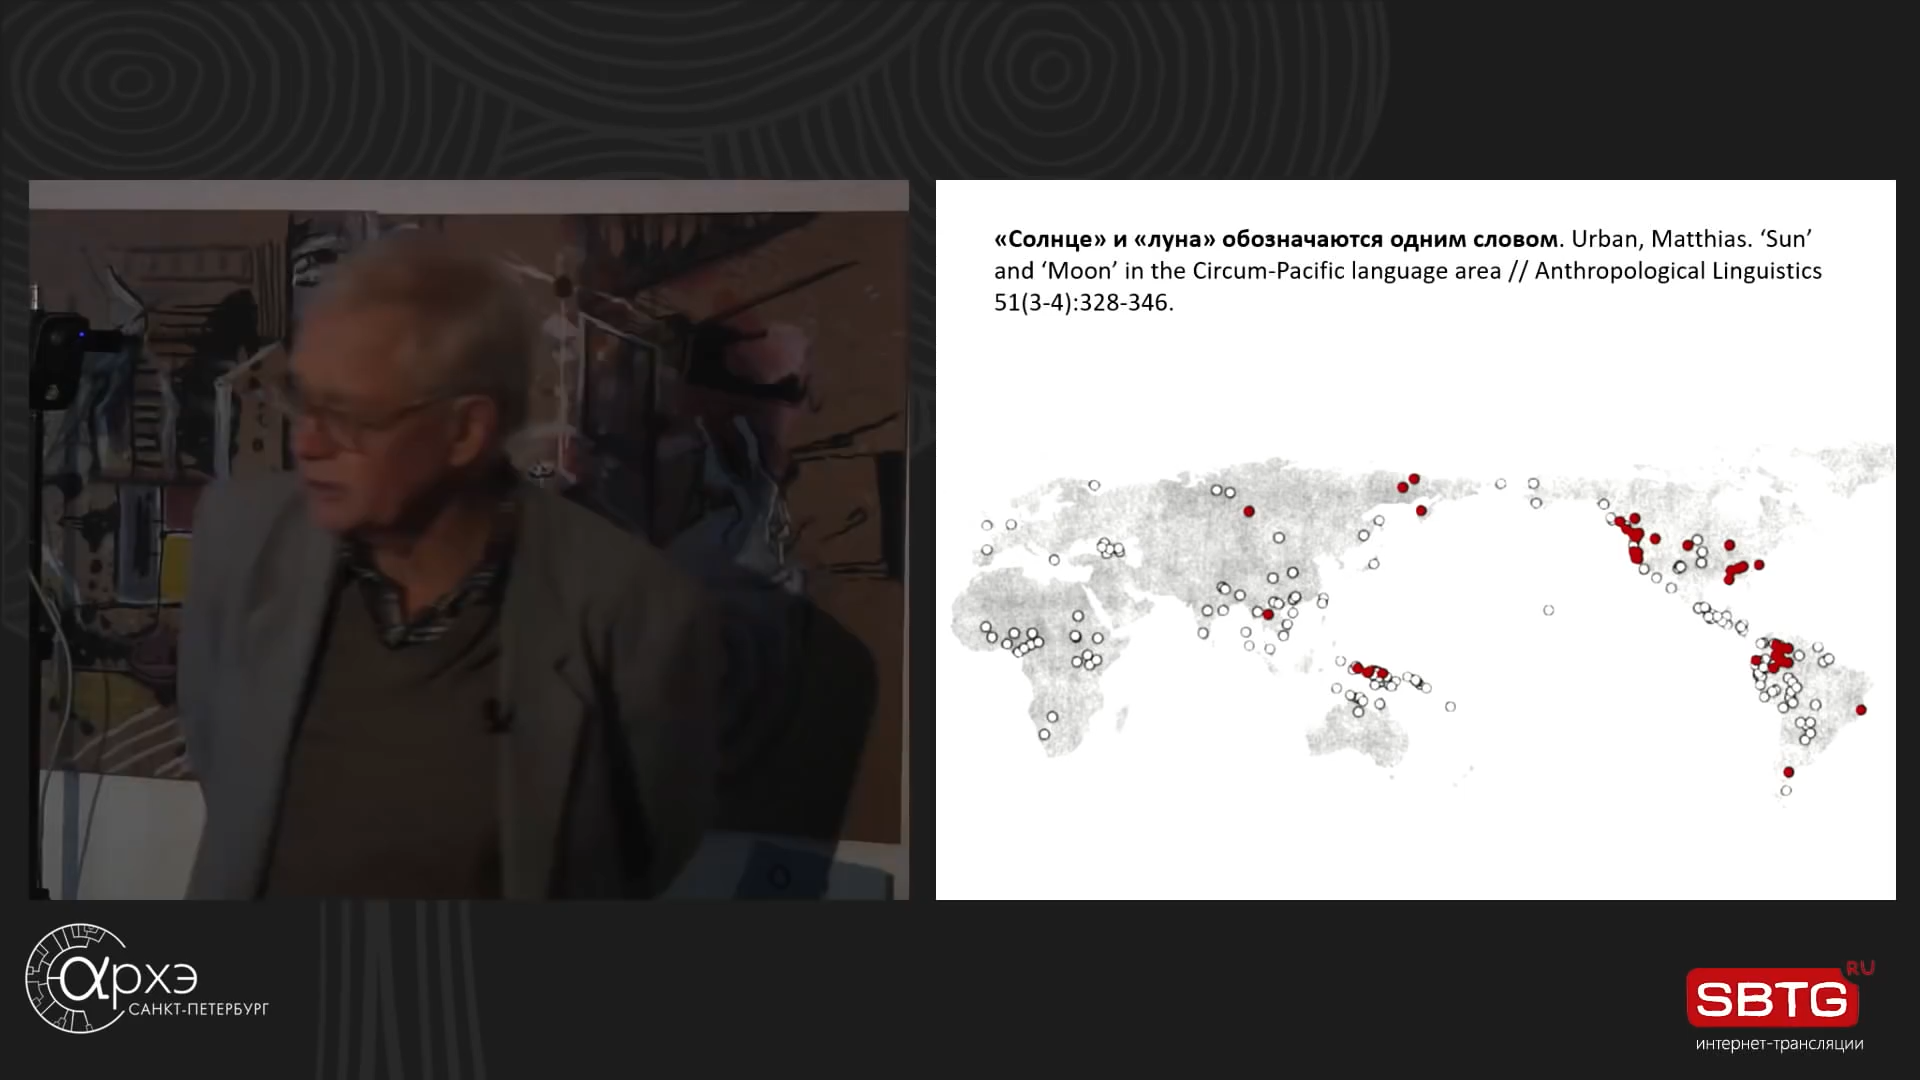 «Солнце» и «луна» обозначаются одним словом. Urban, Matthias. ‘Sun’
and ‘Moon’ in the Circum-Pacific language area // Anthropological Linguistics
51(3-4):328-346.
αрхэ
САНКТ-ПЕТЕРБУРГ
RU
SBTG
интернет-трансляции